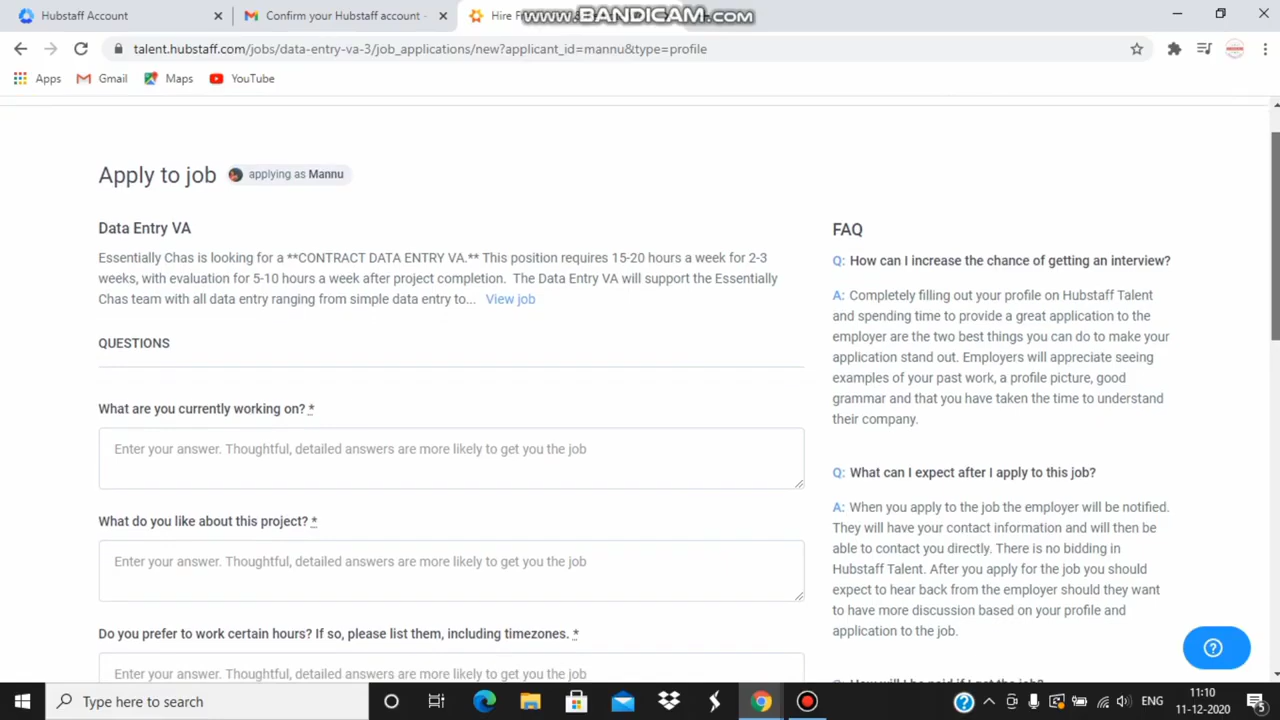 Hubstaff Account
Confirm your Hubstaff account -
Hire F
www.BANDICAM.com
talent.hubstaff.com/jobs/data-entry-va-3/job_applications/new?applicant_id=mannu&type=profile
Apps
Gmail
Maps
YouTube
Apply to job
applying as Mannu
Data Entry VA
Essentially Chas is looking for a **CONTRACT DATA ENTRY VA.** This position requires 15-20 hours a week for 2-3
weeks, with evaluation for 5-10 hours a week after project completion. The Data Entry VA will support the Essentially
Chas team with all data entry ranging from simple data entry to... View job
QUESTIONS
What are you currently working on? *
Enter your answer. Thoughtful, detailed answers are more likely to get you the job
What do you like about this project? *
Enter your answer. Thoughtful, detailed answers are more likely to get you the job
Do you prefer to work certain hours? If so, please list them, including timezones. *
Enter your answer. Thoughtful, detailed answers are more likely to get you the job
FAQ
Q: How can I increase the chance of getting an interview?
A: Completely filling out your profile on Hubstaff Talent
and spending time to provide a great application to the
employer are the two best things you can do to make your
application stand out. Employers will appreciate seeing
examples of your past work, a profile picture, good
grammar and that you have taken the time to understand
their company.
Q: What can I expect after I apply to this job?
A: When you apply to the job the employer will be notified.
They will have your contact information and will then be
able to contact you directly. There is no bidding in
Hubstaff Talent. After you apply for the job you should
expect to hear back from the employer should they want
to have more discussion based on your profile and
application to the job.
Q: How will I be paid if I get the job?
Type here to search
ENG
11:10
11-12-2020
5